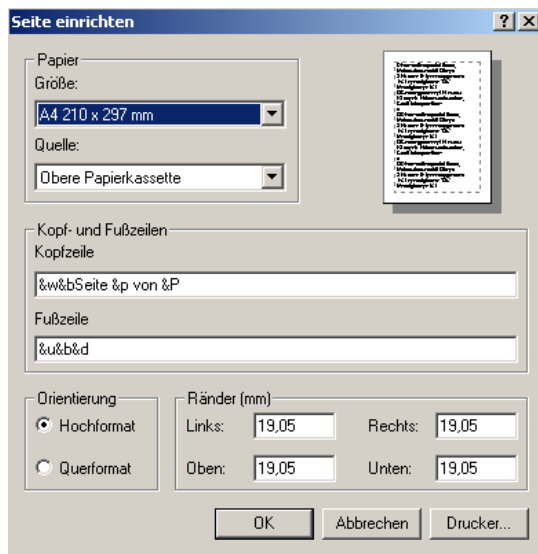 Seite einrichten
Papier
Größe:
A4 210 x 297 mm
Quelle:
Obere Papierkassette
Kopf- und Fußzeilen
Kopfzeile
&w&bSeite &p von &P
Fußzeile
&u&b&d
Orientierung
Hochformat
Querformat
Ränder (mm)
Links: 19,05 Rechts: 19,05
Oben: 19,05 Unten: 19,05
OK Abbrechen Drucker...